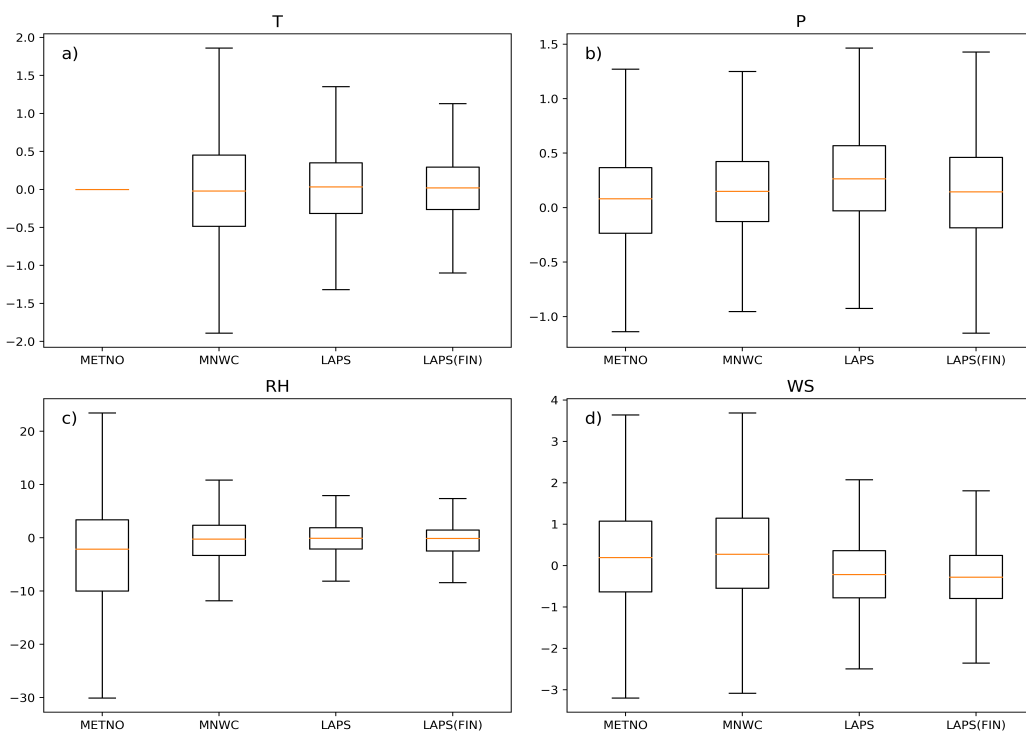 T
a)
2.0
1.5
1.0
0.5
0.0
−0.5
−1.0
−1.5
−2.0
METNO MNWC LAPS LAPS(FIN)
P
b)
1.5
1.0
0.5
0.0
−0.5
−1.0
METNO MNWC LAPS LAPS(FIN)
RH
c)
20
10
0
−10
−20
−30
METNO MNWC LAPS LAPS(FIN)
WS
d)
4
3
2
1
0
−1
−2
−3
METNO MNWC LAPS LAPS(FIN)